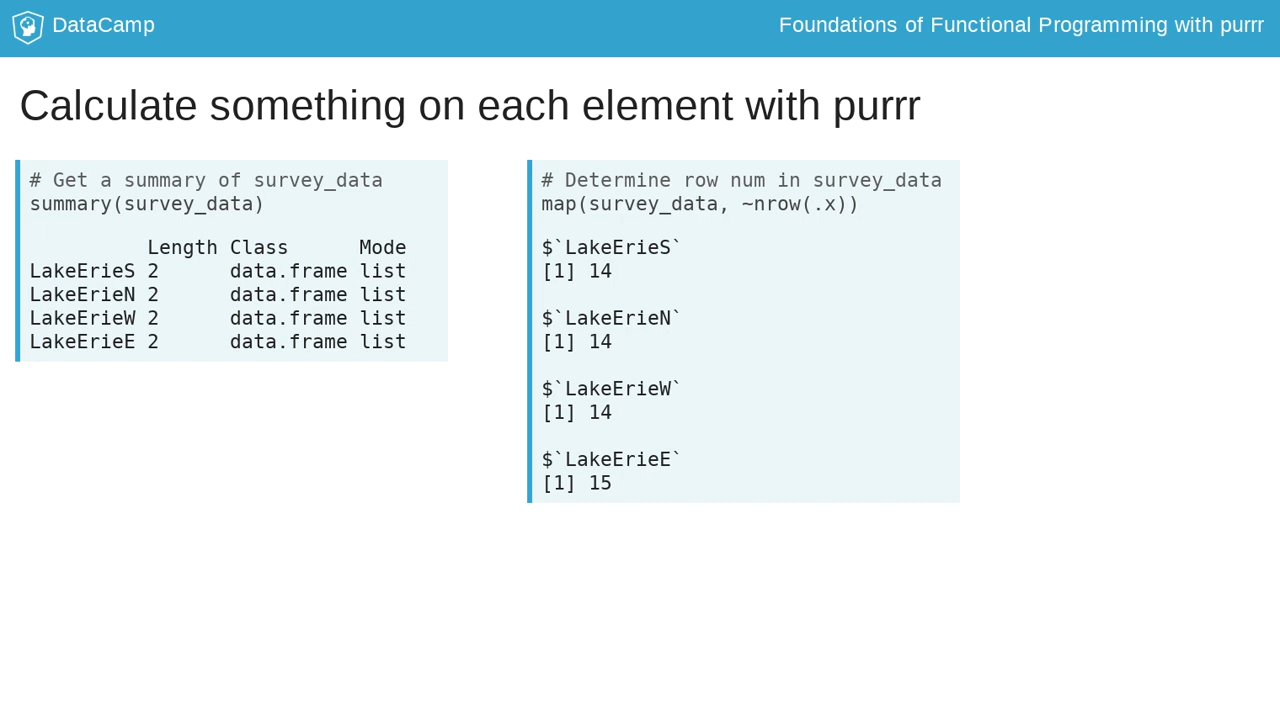 DataCamp
Foundations of Functional Programming with purrr
Calculate something on each element with purrr
# Get a summary of survey_data
summary(survey_data)
          Length Class      Mode
LakeErieS 2      data.frame list
LakeErieN 2      data.frame list
LakeErieW 2      data.frame list
LakeErieE 2      data.frame list
# Determine row num in survey_data
map(survey_data, ~nrow(.x))
$`LakeErieS`
[1] 14
$`LakeErieN`
[1] 14
$`LakeErieW`
[1] 14
$`LakeErieE`
[1] 15